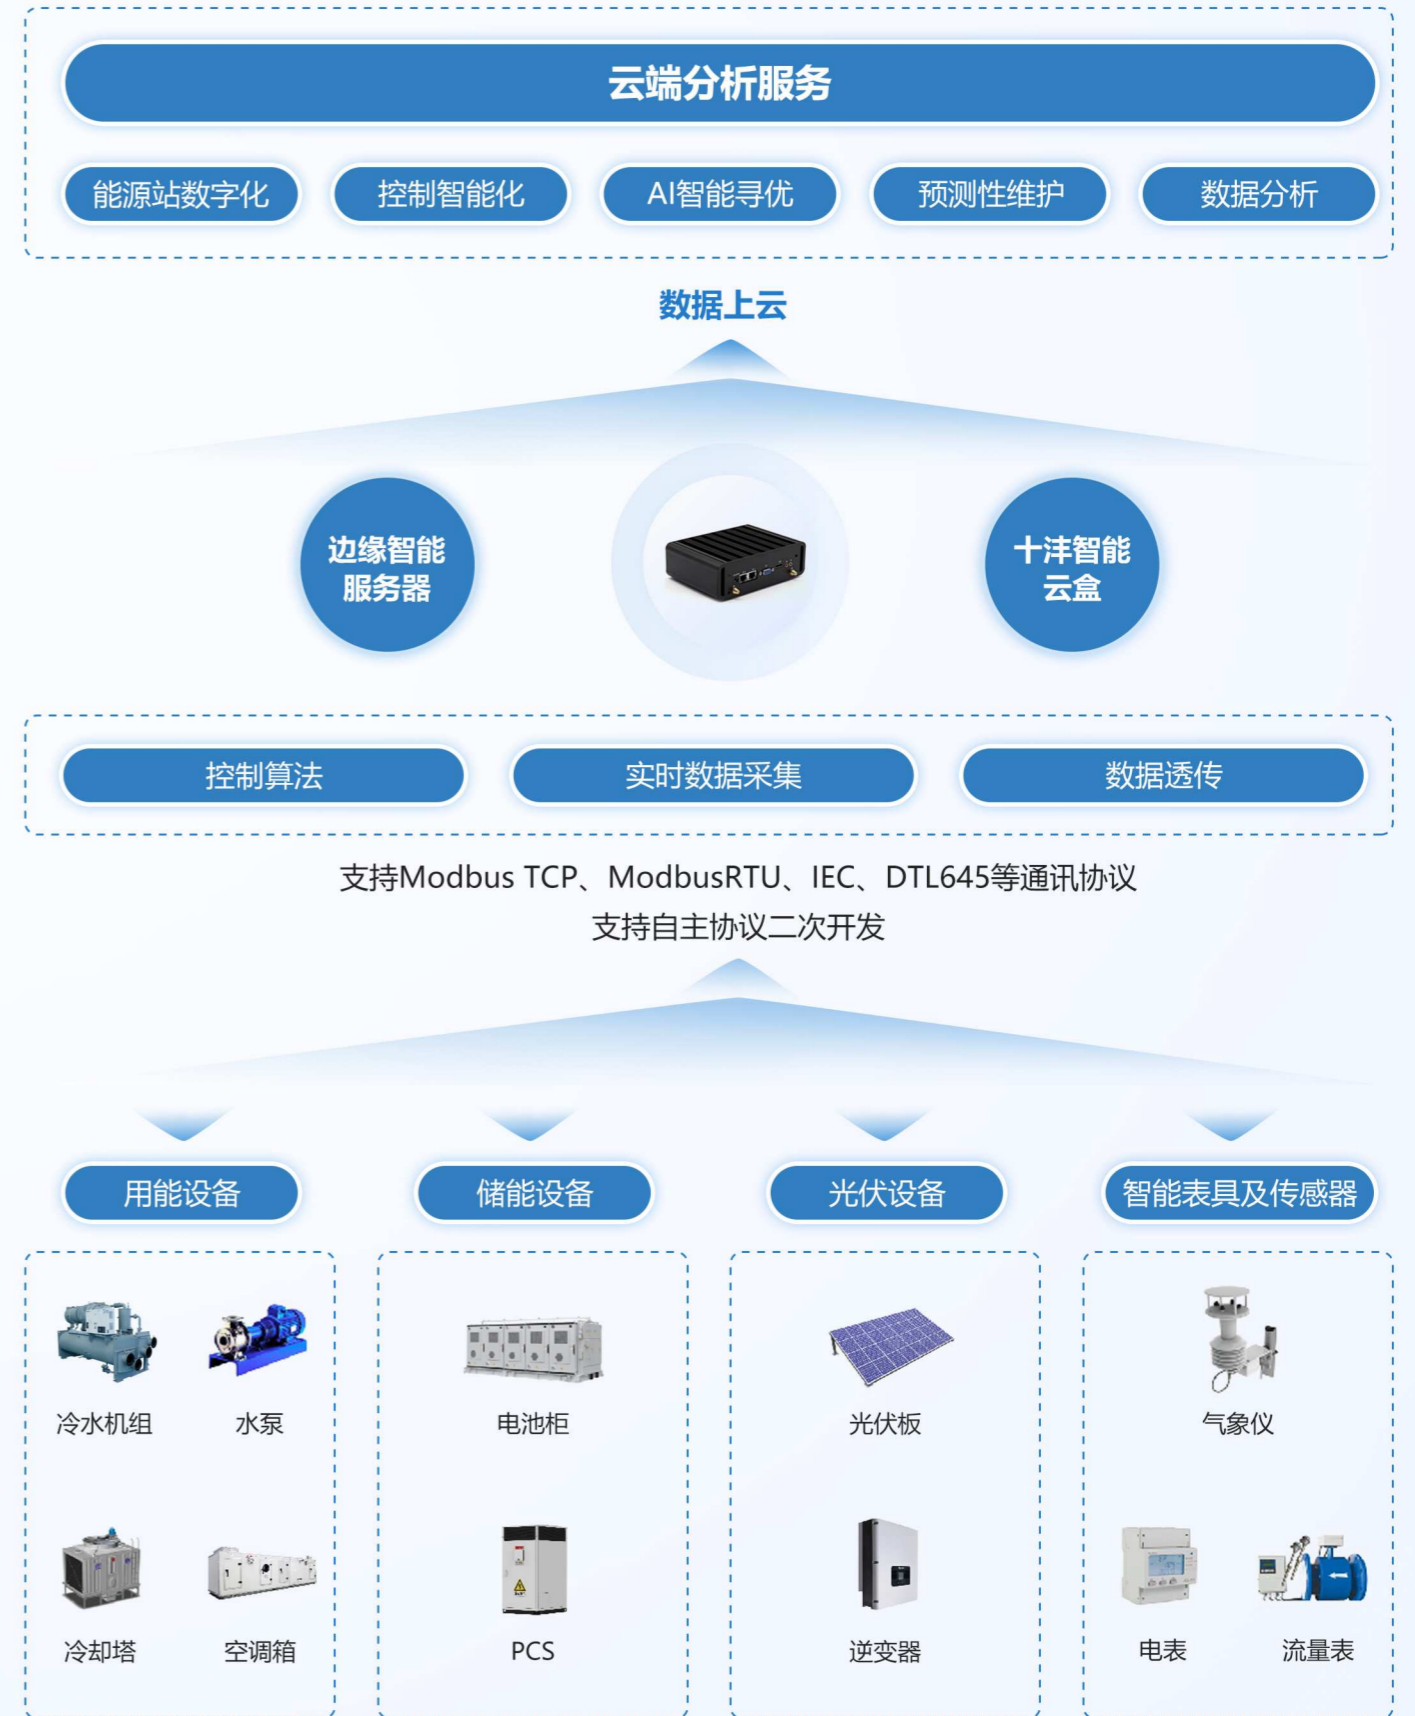 云端分析服务
能源站数字化
控制智能化
AI智能寻优
预测性维护
数据分析
数据上云
边缘智能
服务器
十沣智能
云盒
控制算法
实时数据采集
数据透传
支持Modbus TCP、ModbusRTU、IEC、DTL645等通讯协议
支持自主协议二次开发
用能设备
储能设备
光伏设备
智能表具及传感器
冷水机组
水泵
电池柜
光伏板
气象仪
冷却塔
空调箱
PCS
逆变器
电表
流量表